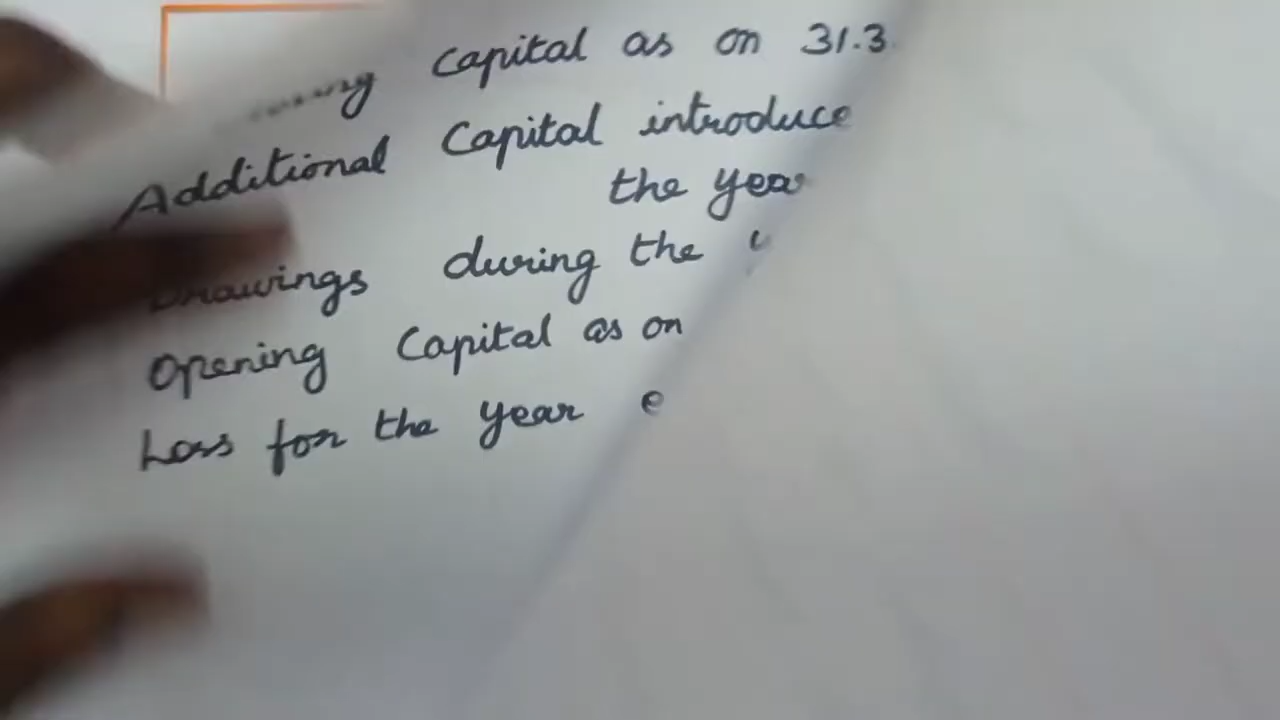 capital as on 31.3
Additional Capital introduce
the year
Drawings during the
Opening Capital as on
Loss for the year e